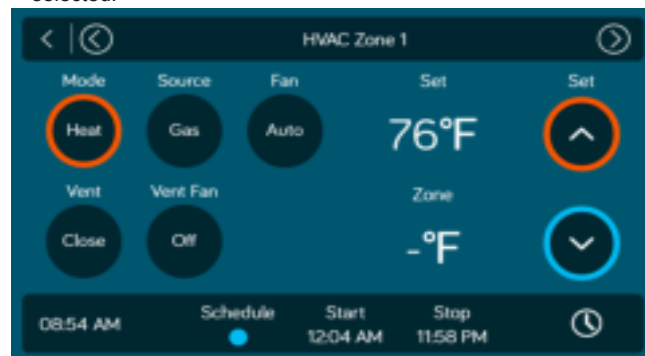 HVAC Zone 1
Mode Source Fan Set Set
Heat Gas Auto 76°F
Vent Vent Fan Zone
Close Off -°F
08:54 AM Schedule Start Stop
12:04 AM 11:58 PM